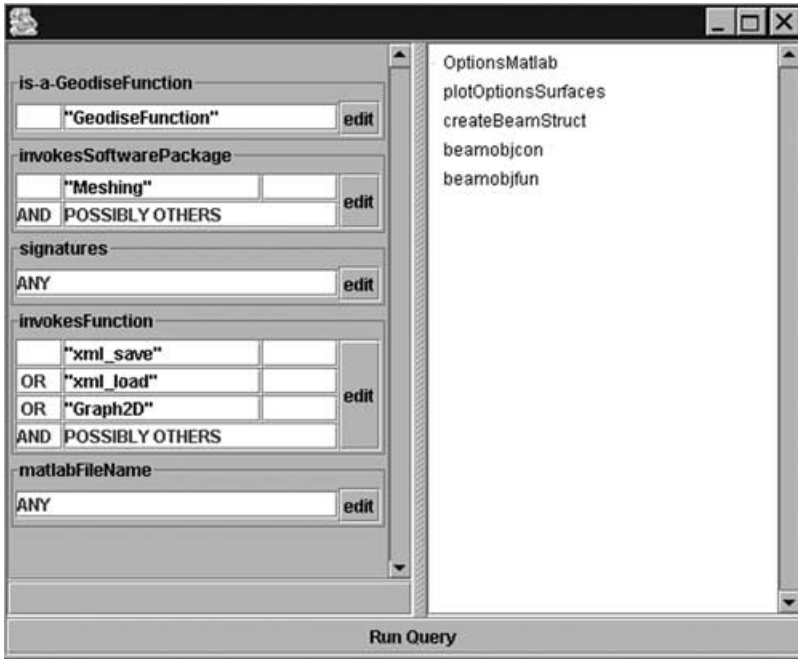 is-a-GeodiseFunction
"GeodiseFunction" edit
invokesSoftwarePackage
"Meshing"
AND POSSIBLY OTHERS
edit
signatures
ANY edit
invokesFunction
"xml_save"
OR "xml_load"
OR "Graph2D"
AND POSSIBLY OTHERS
edit
matlabFileName
ANY edit
OptionsMatlab
plotOptionsSurfaces
createBeamStruct
beamobjcon
beamobjfun
Run Query